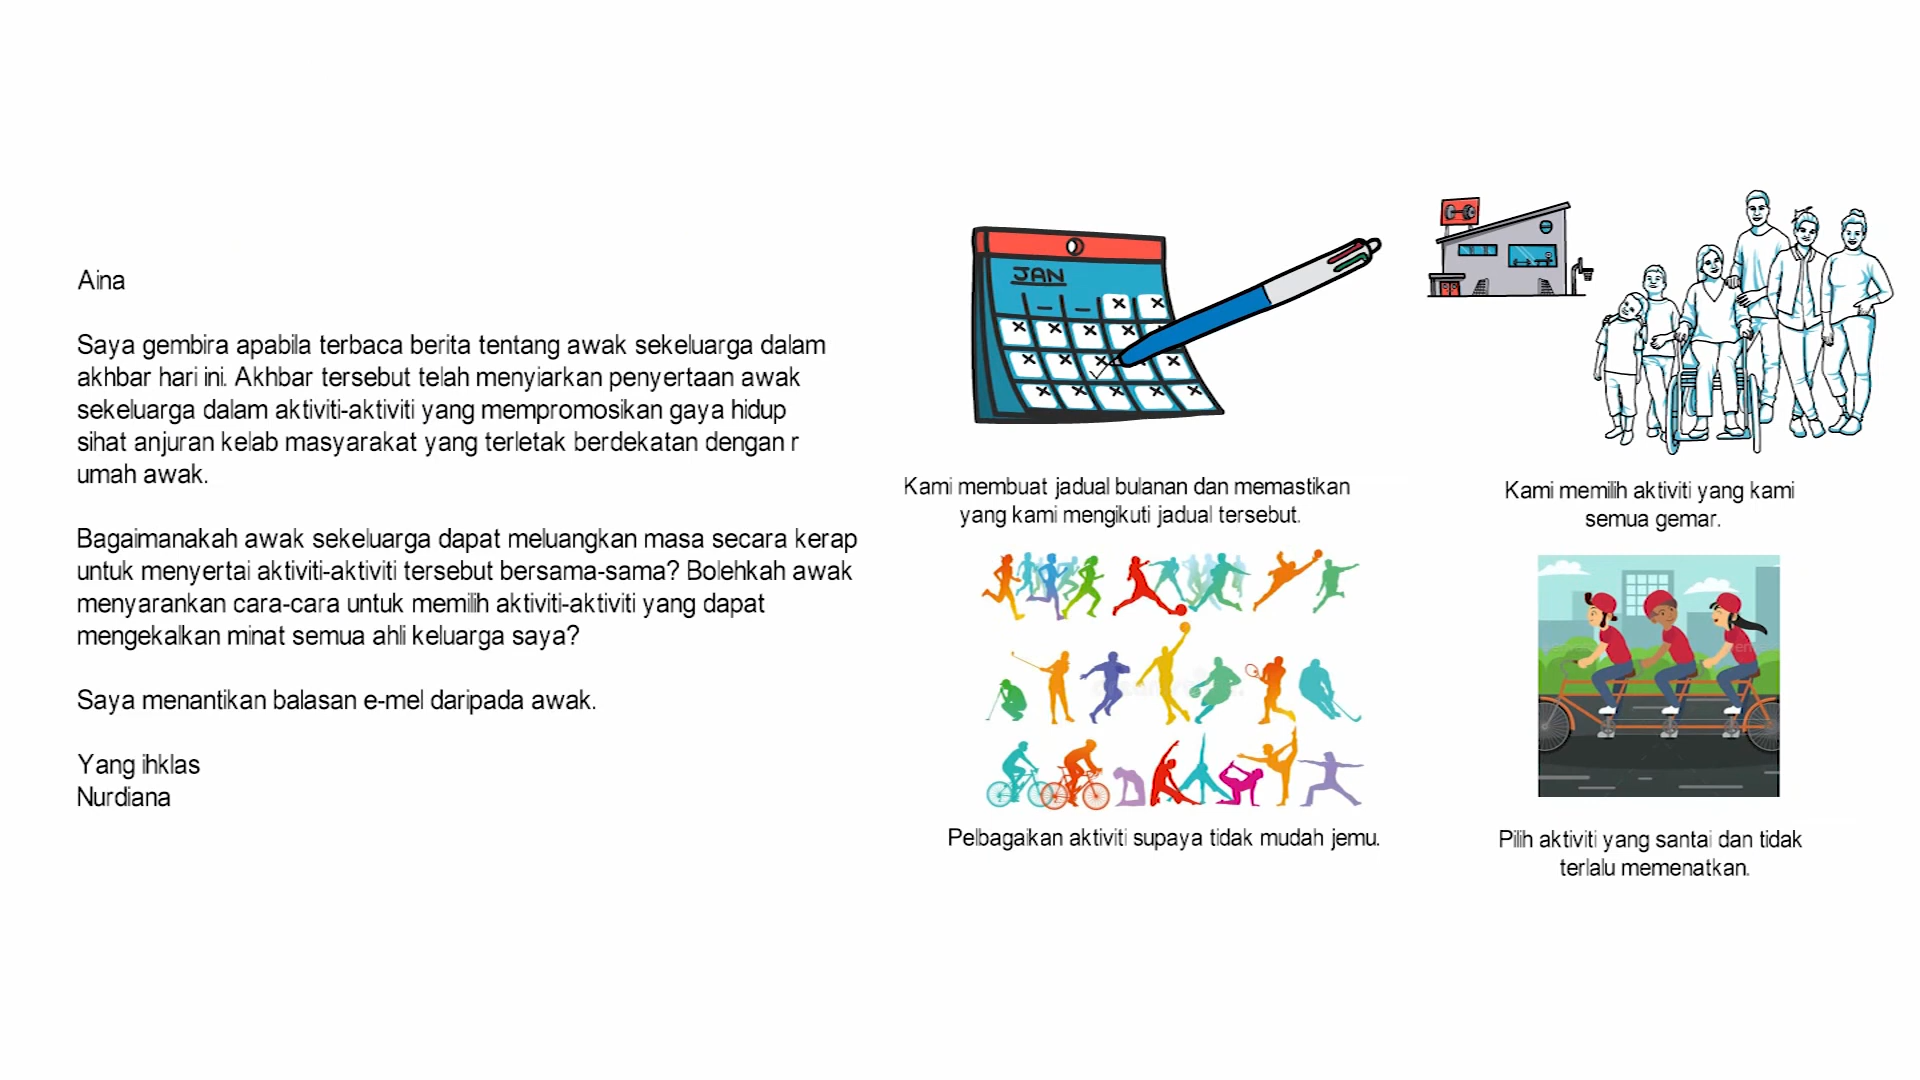 Aina
Saya gembira apabila terbaca berita tentang awak sekeluarga dalam
akhbar hari ini. Akhbar tersebut telah menyiarkan penyertaan awak
sekeluarga dalam aktiviti-aktiviti yang mempromosikan gaya hidup
sihat anjuran kelab masyarakat yang terletak berdekatan dengan r
umah awak.
Bagaimanakah awak sekeluarga dapat meluangkan masa secara kerap
untuk menyertai aktiviti-aktiviti tersebut bersama-sama? Bolehkah awak
menyarankan cara-cara untuk memilih aktiviti-aktiviti yang dapat
mengekalkan minat semua ahli keluarga saya?
Saya menantikan balasan e-mel daripada awak.
Yang ihklas
Nurdiana
JAN
Kami membuat jadual bulanan dan memastikan
yang kami mengikuti jadual tersebut.
Kami memilih aktiviti yang kami
semua gemar.
Pelbagaikan aktiviti supaya tidak mudah jemu.
Pilih aktiviti yang santai dan tidak
terlalu memenatkan.